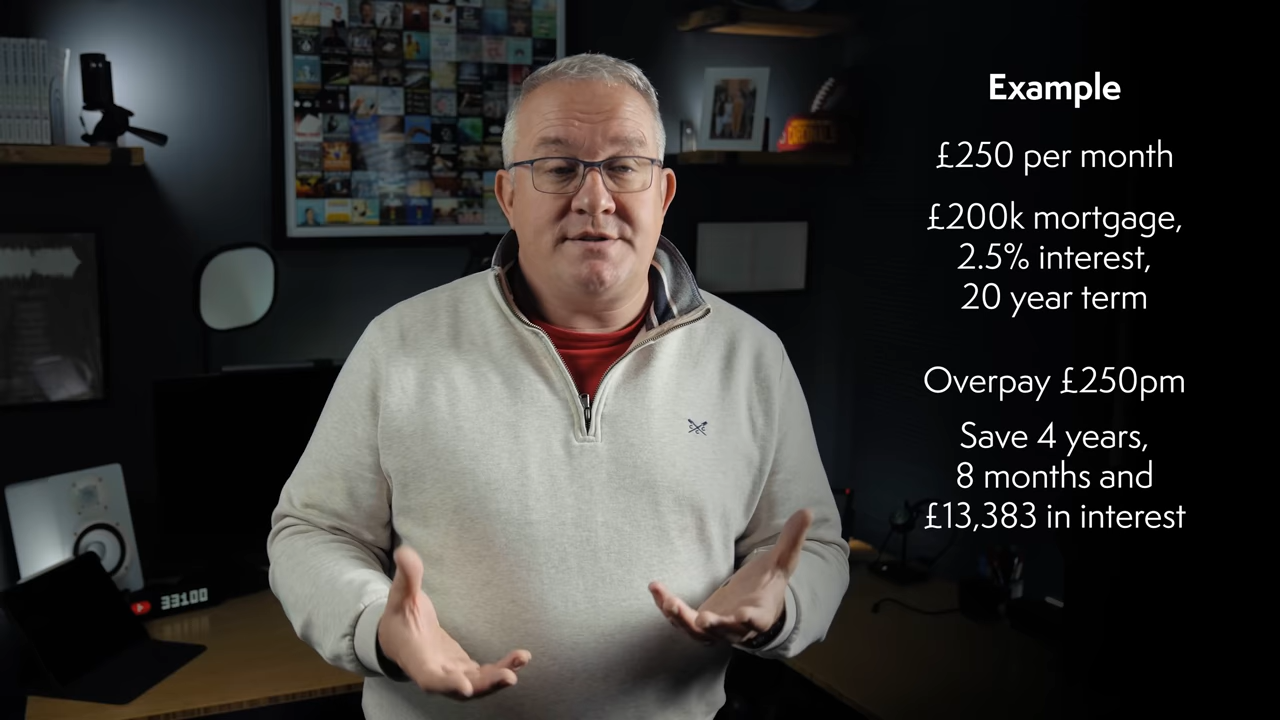 Example
£250 per month
£200k mortgage,
2.5% interest,
20 year term
Overpay £250pm
Save 4 years,
8 months and
£13,383 in interest
33100